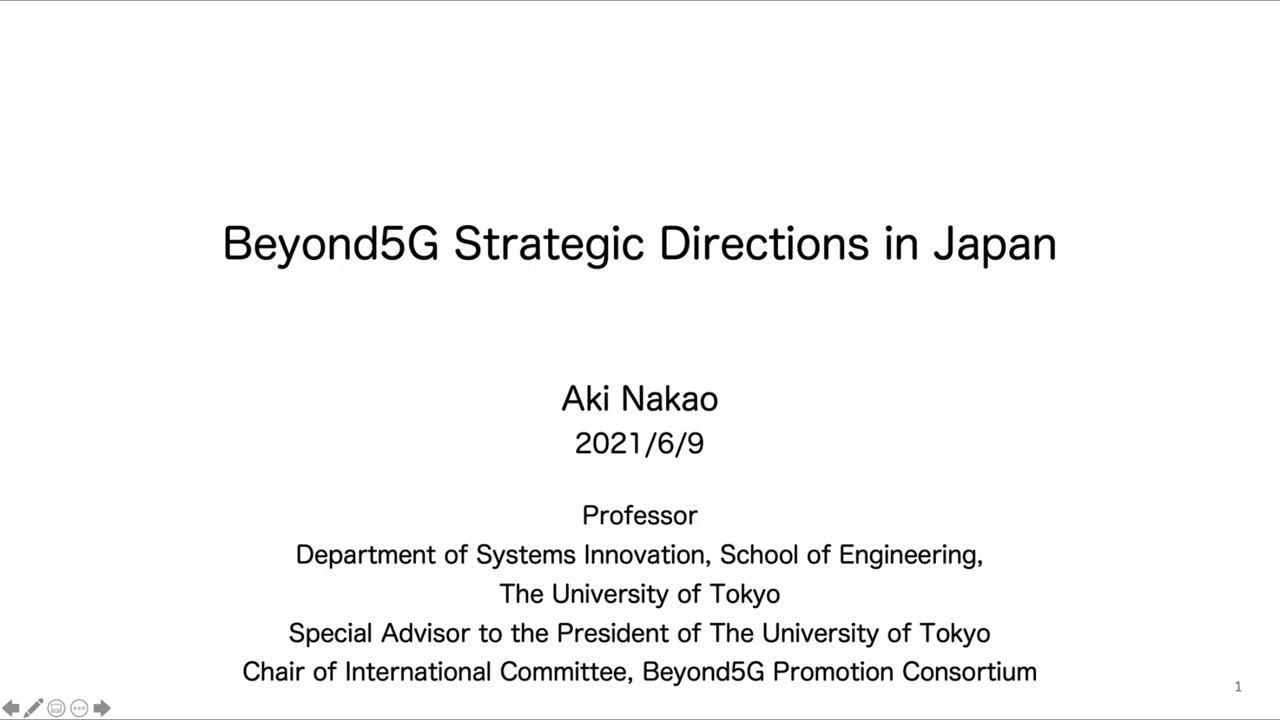 Beyond5G Strategic Directions in Japan
Aki Nakao
2021/6/9
Professor
Department of Systems Innovation, School of Engineering,
The University of Tokyo
Special Advisor to the President of The University of Tokyo
Chair of International Committee, Beyond5G Promotion Consortium
1